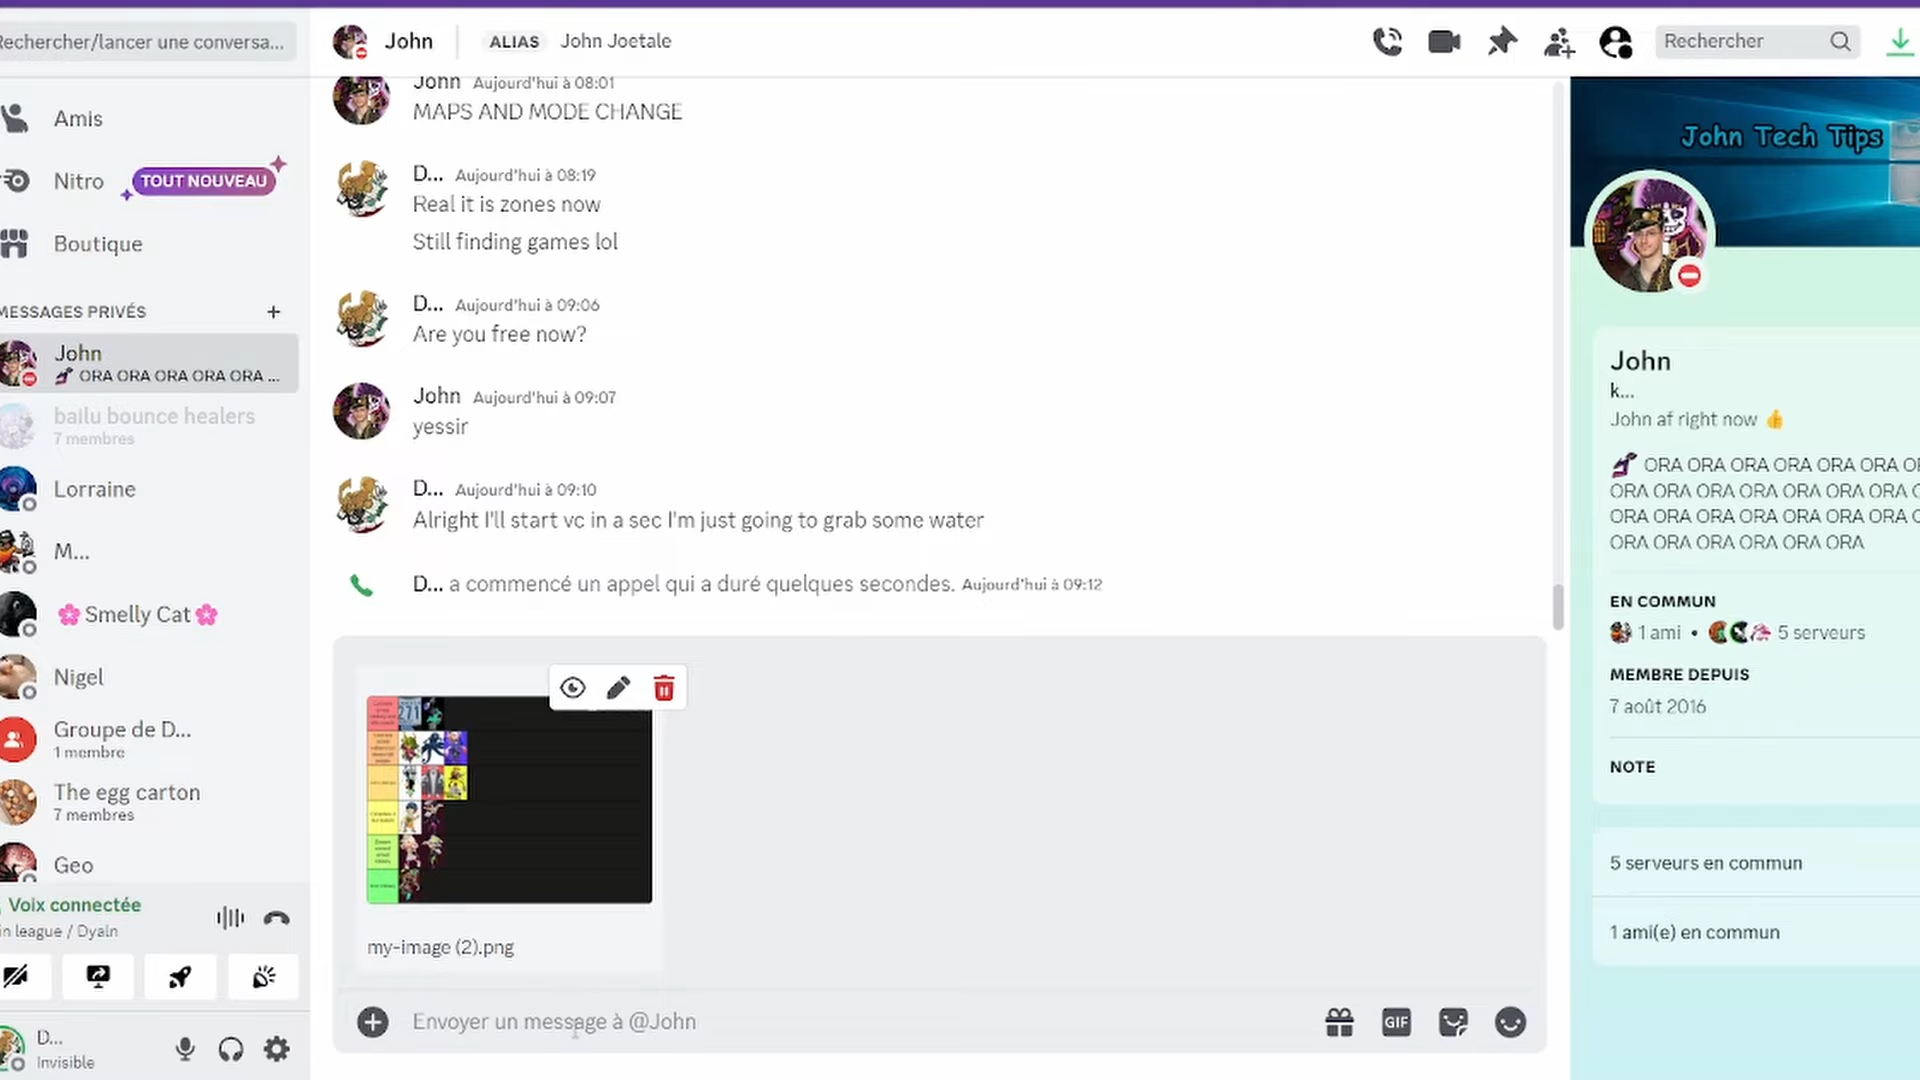 Rechercher/lancer une conversa...
John
ALIAS
John Joetale
Rechercher
Amis
Nitro
TOUT NOUVEAU
Boutique
MESSAGES PRIVÉS
+
John
ORA ORA ORA ORA ORA ...
bailu bounce healers
7 membres
Lorraine
M...
Smelly Cat
Nigel
Groupe de D...
1 membre
The egg carton
7 membres
Geo
Voix connectée
in league / Dyaln
D...
Invisible
John Aujourd'hui à 08:01
MAPS AND MODE CHANGE
D... Aujourd'hui à 08:19
Real it is zones now
Still finding games lol
D... Aujourd'hui à 09:06
Are you free now?
John Aujourd'hui à 09:07
yessir
D... Aujourd'hui à 09:10
Alright I'll start vc in a sec I'm just going to grab some water
D... a commencé un appel qui a duré quelques secondes. Aujourd'hui à 09:12
271
my-image (2).png
Envoyer un message à @John
GIF
John Tech Tips
John
k...
John af right now 👍
ORA ORA ORA ORA ORA ORA
ORA ORA ORA ORA ORA ORA ORA
ORA ORA ORA ORA ORA ORA ORA
ORA ORA ORA ORA ORA ORA
EN COMMUN
1 ami • 5 serveurs
MEMBRE DEPUIS
7 août 2016
NOTE
5 serveurs en commun
1 ami(e) en commun